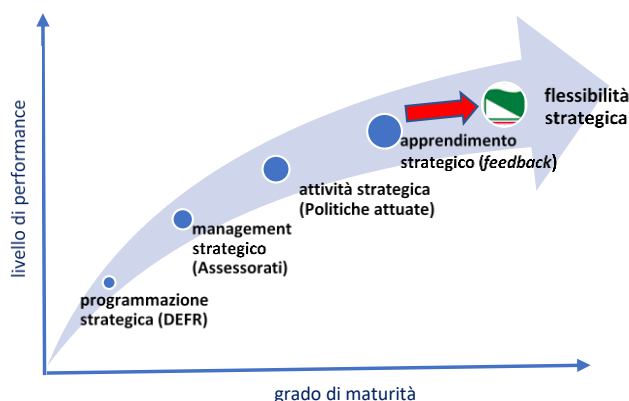 livello di performance
flessibilità
strategica
apprendimento
strategico (feedback)
attività strategica
(Politiche attuate)
management
strategico
(Assessorati)
programmazione
strategica (DEFR)
grado di maturità